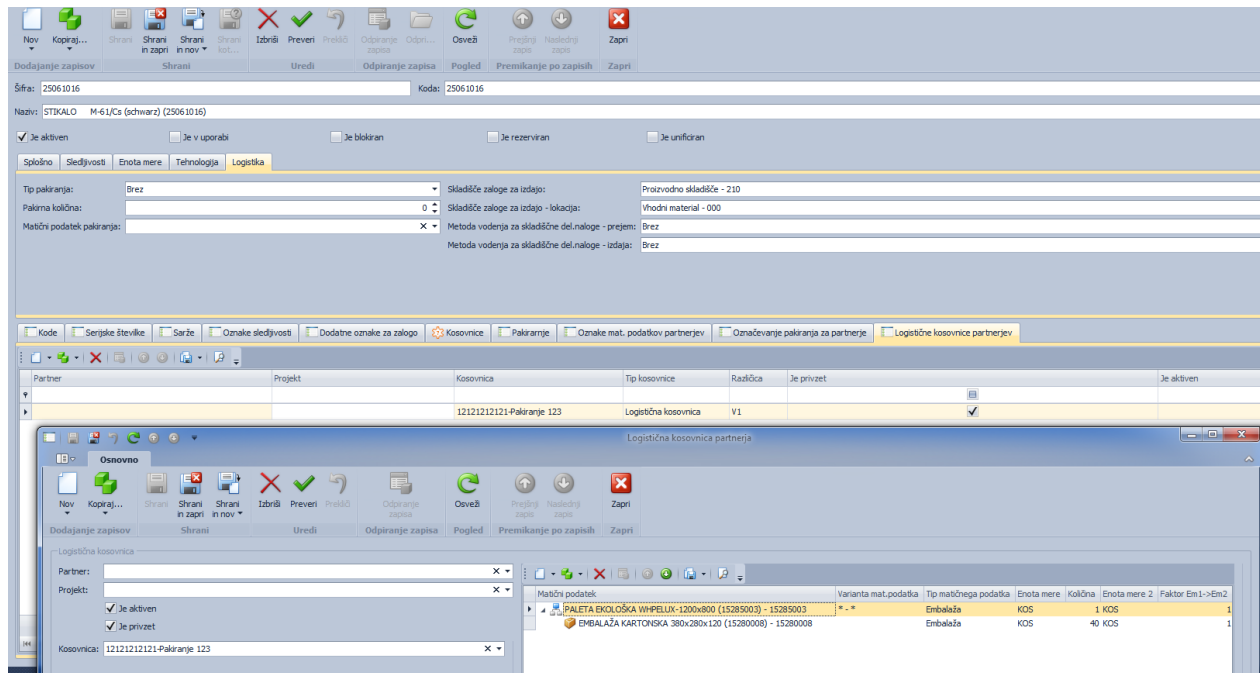 Nov Kopiraj... Shrani Shrani in zapri Shrani in nov Shrani kot... Izbriši Preveri Prekliči Odpiranje zapisa Odpri... Osveži Prejšnji zapis Naslednji zapis Zapri
Dodajanje zapisov Shrani Uredi Odpiranje zapisa Pogled Premikanje po zapisih Zapri
Šifra: 25061016 Koda: 25061016
Naziv: STIKALO M-61/Cs (schwarz) (25061016)
Je aktiven Je v uporabi Je blokiran Je rezerviran Je unificiran
Splošno Sledljivosti Enota mere Tehnologija Logistika
Tip pakiranja: Brez Skladišče zaloge za izdajo: Proizvodno skladišče - 210
Pakirna količina: 0 Skladišče zaloge za izdajo - lokacija: Vhodni material - 000
Matični podatek pakiranja: Metoda vodenja za skladiščne del.naloge - prejem: Brez
Metoda vodenja za skladiščne del.naloge - izdaja: Brez
Kode Serijske številke Sarže Oznake sledljivosti Dodatne oznake za zalogo Kosovnice Pakirarnje Oznake mat. podatkov partnerjev Označevanje pakiranja za partnerje Logistične kosovnice partnerjev
Partner Projekt Kosovnica Tip kosovnice Različica Je privzet Je aktiven
12121212121-Pakiranje 123 Logistična kosovnica V1
Logistična kosovnica partnerja
Osnovno
Nov Kopiraj... Shrani Shrani in zapri Shrani in nov Izbriši Preveri Prekliči Odpiranje zapisa Osveži Prejšnji zapis Naslednji zapis Zapri
Dodajanje zapisov Shrani Uredi Odpiranje zapisa Pogled Premikanje po zapisih Zapri
Logistična kosovnica
Partner:
Projekt:
Je aktiven
Je privzet
Kosovnica: 12121212121-Pakiranje 123
Matični podatek Varianta mat.podatka Tip matičnega podatka Enota mere Količina Enota mere 2 Faktor Em1->Em2
PALETA EKOLOŠKA WHPELUX-1200x800 (15285003) - 15285003 * - * Embalaža KOS 1 KOS 1
EMBALAŽA KARTONSKA 380x280x120 (15280008) - 15280008 Embalaža KOS 40 KOS 1